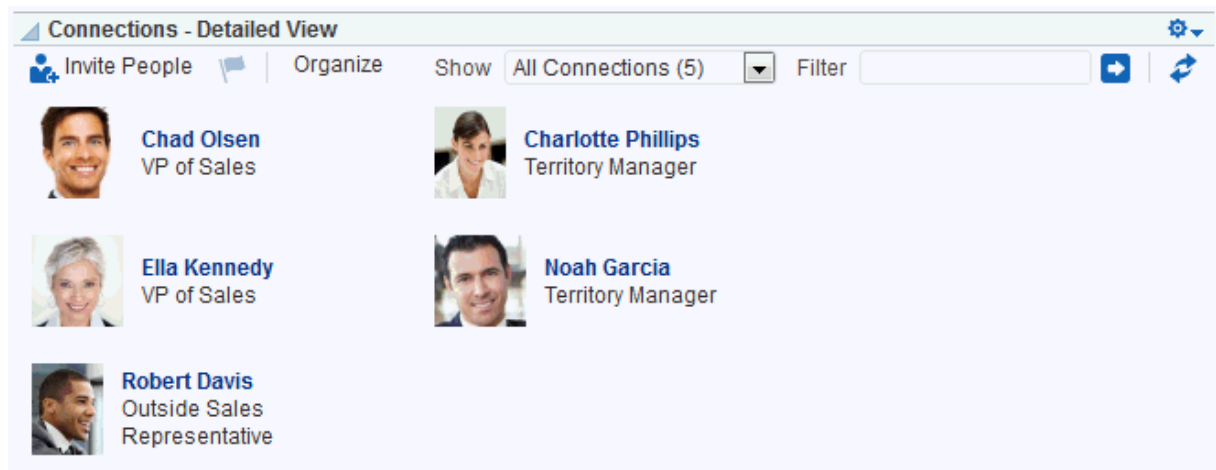 Connections - Detailed View
Invite People Organize Show All Connections (5) Filter
Chad Olsen
VP of Sales
Charlotte Phillips
Territory Manager
Ella Kennedy
VP of Sales
Noah Garcia
Territory Manager
Robert Davis
Outside Sales
Representative